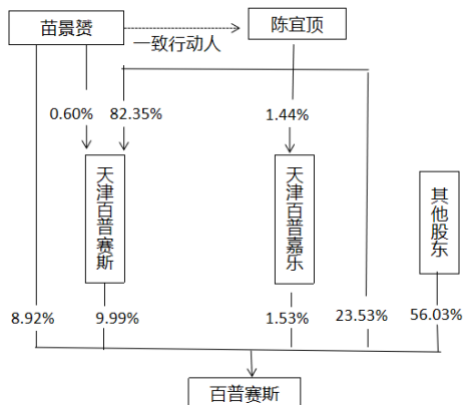 苗景赟
陈宜顶
一致行动人
0.60%
82.35%
1.44%
天津百普赛斯
天津百普嘉乐
其他股东
8.92%
9.99%
1.53%
23.53%
56.03%
百普赛斯